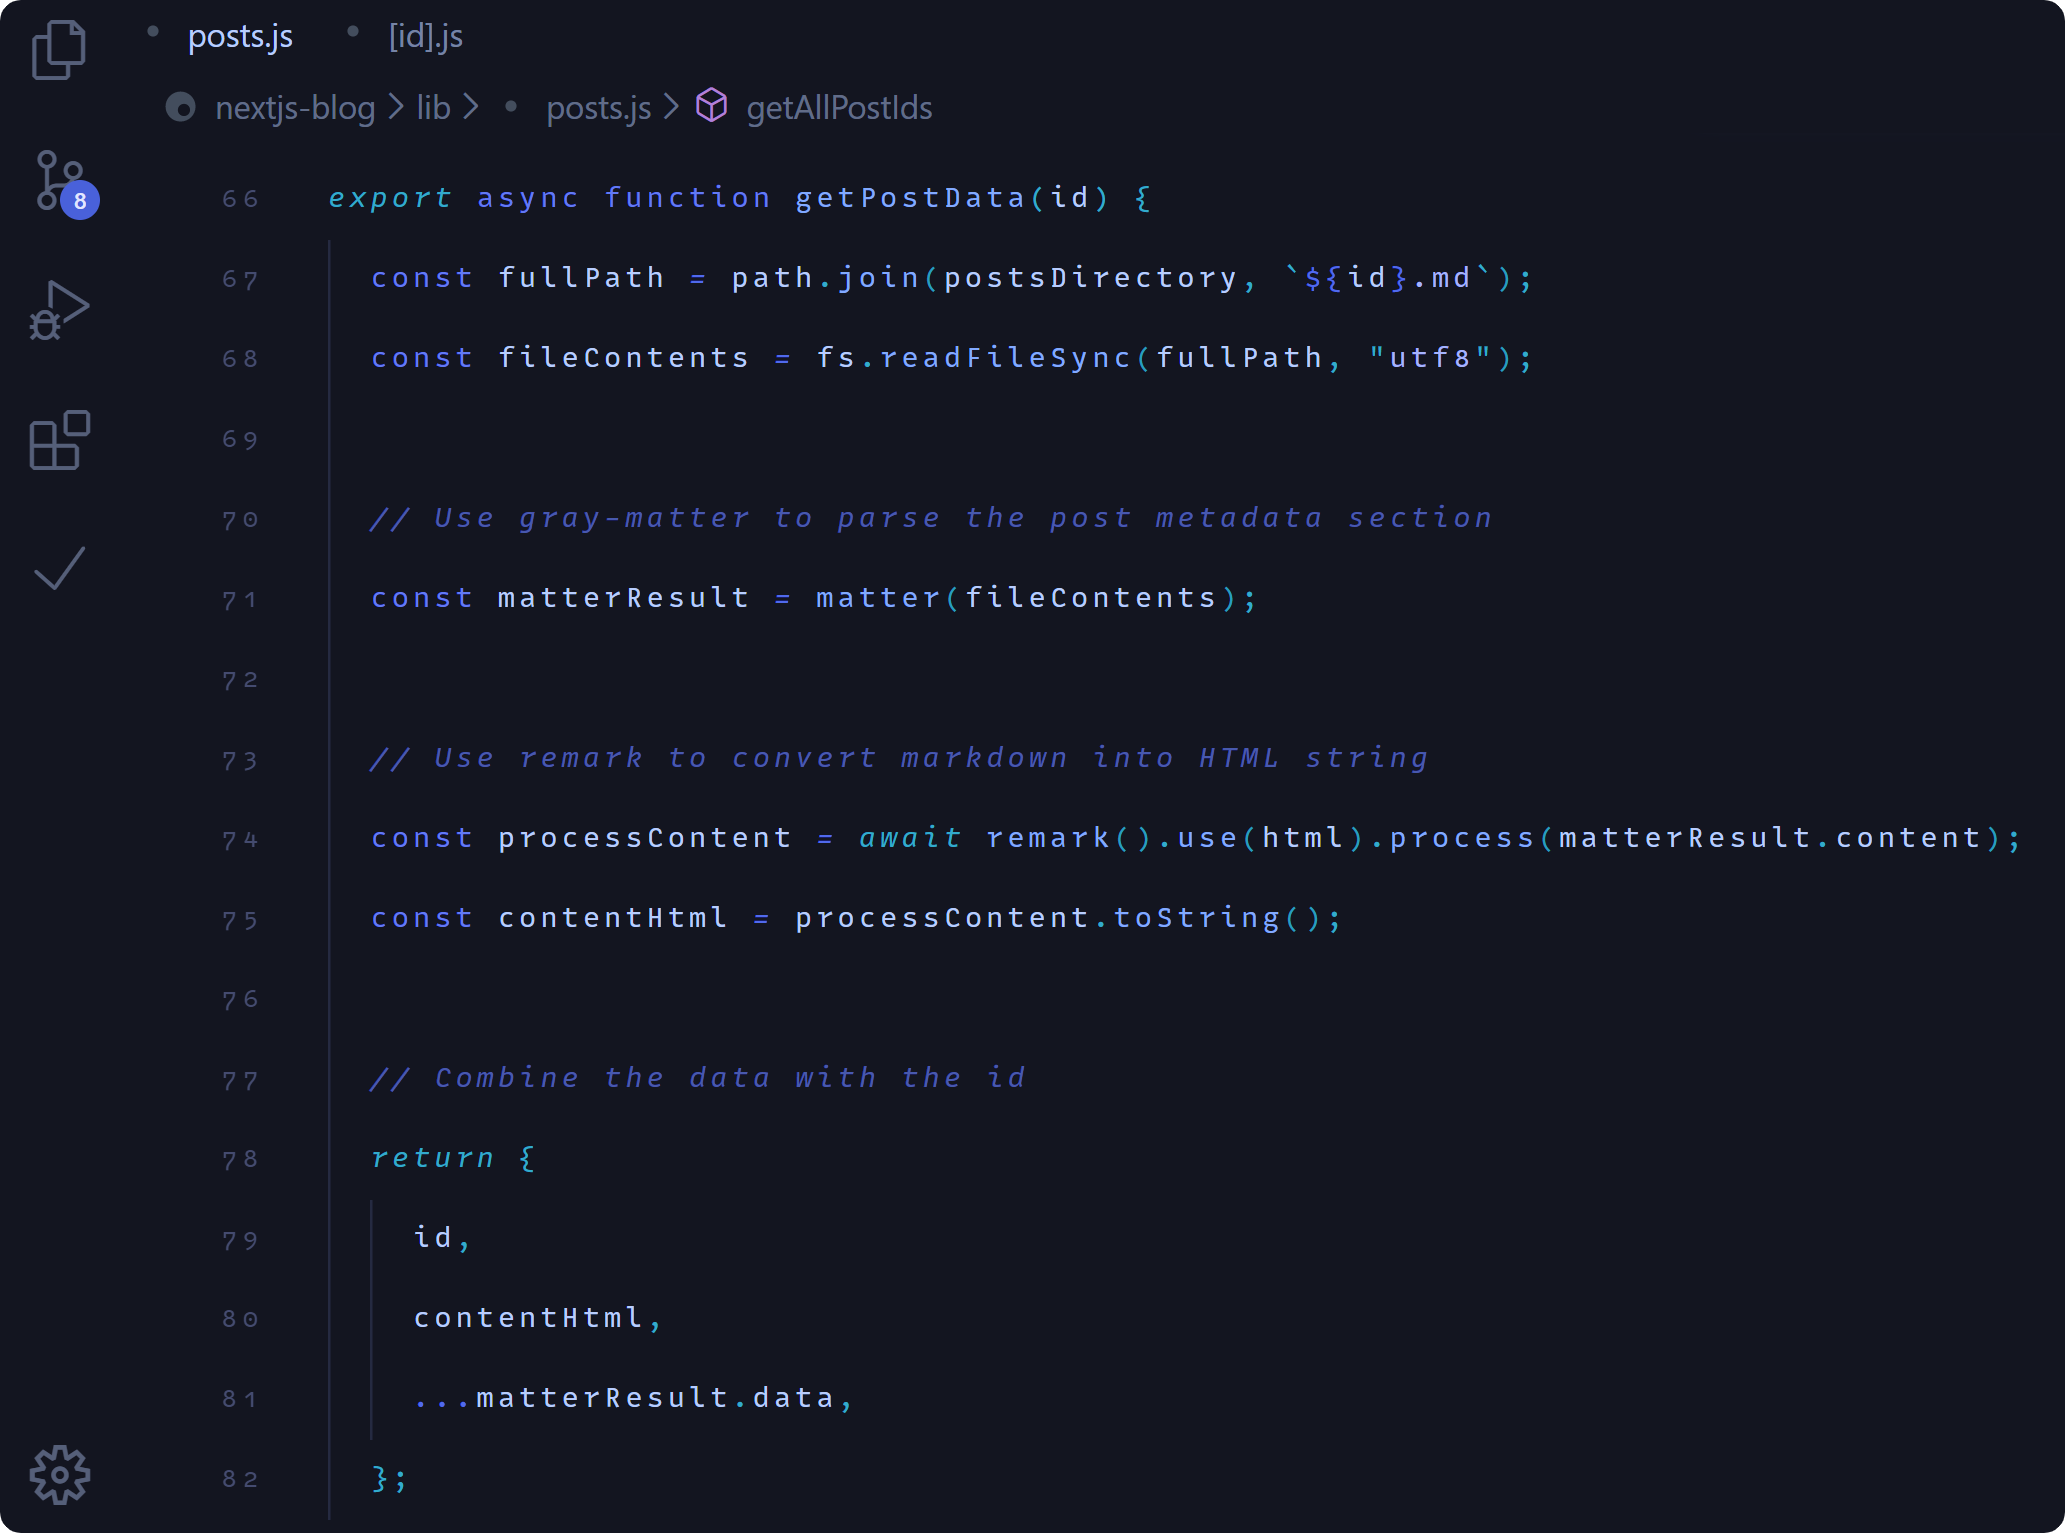 posts.js [id].js
nextjs-blog > lib > posts.js > getAllPostIds
8
66 export async function getPostData(id) {
67 const fullPath = path.join(postsDirectory, `${id}.md`);
68 const fileContents = fs.readFileSync(fullPath, "utf8");
69
70 // Use gray-matter to parse the post metadata section
71 const matterResult = matter(fileContents);
72
73 // Use remark to convert markdown into HTML string
74 const processContent = await remark().use(html).process(matterResult.content);
75 const contentHtml = processContent.toString();
76
77 // Combine the data with the id
78 return {
79 id,
80 contentHtml,
81 ...matterResult.data,
82 };